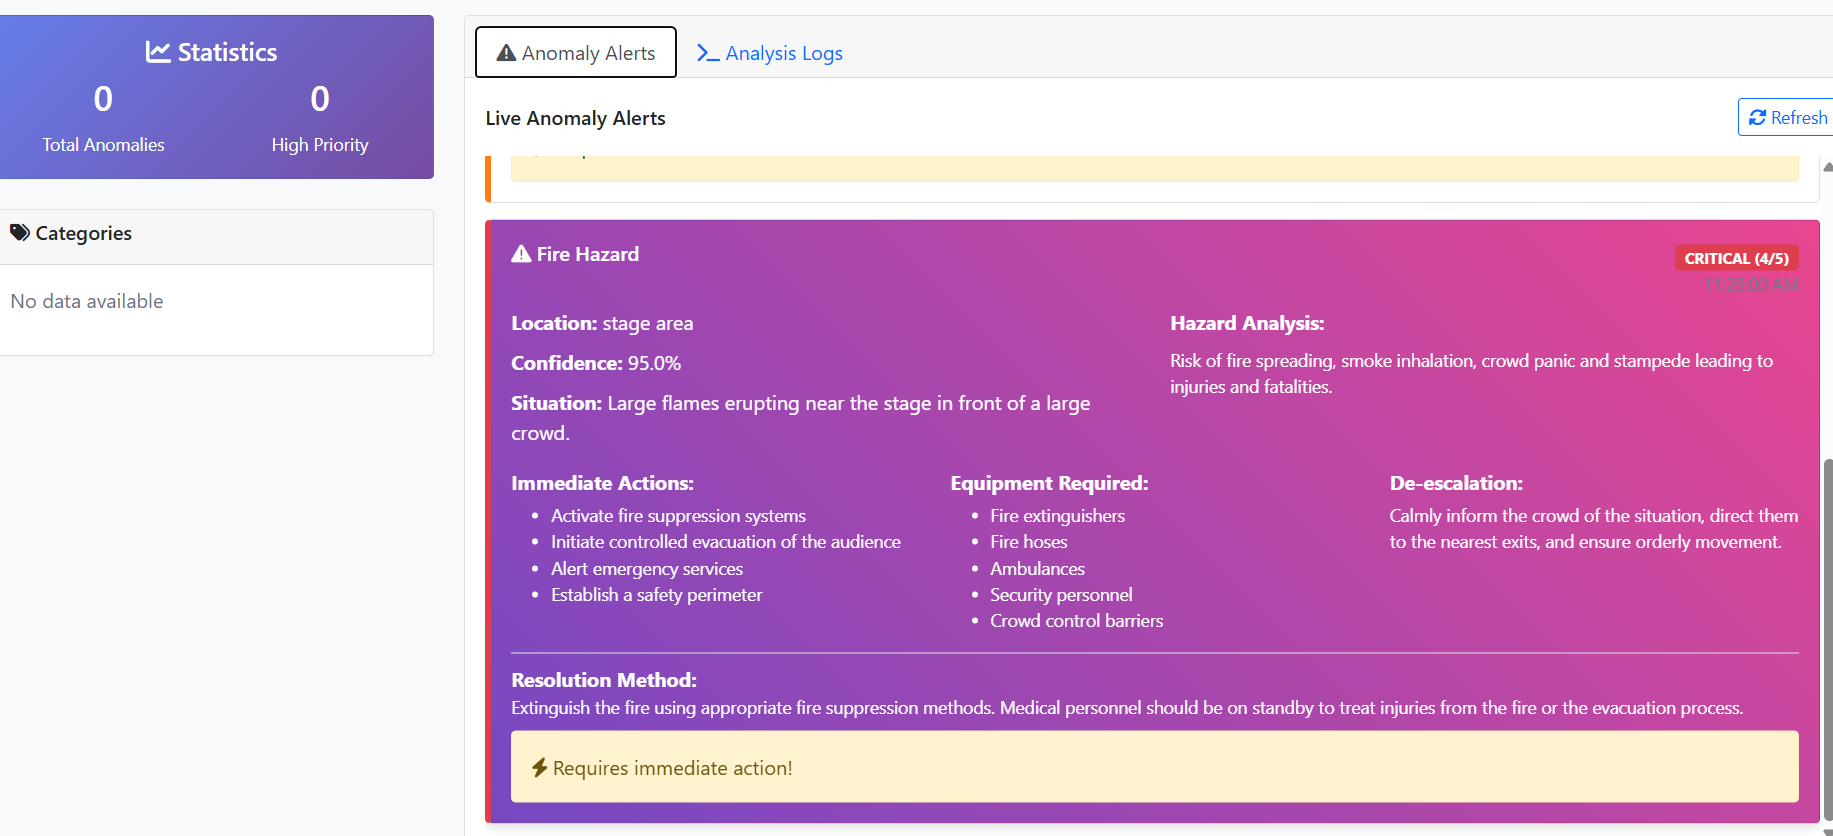 Statistics
0
0
Total Anomalies
High Priority
Categories
No data available
Anomaly Alerts
Analysis Logs
Live Anomaly Alerts
Refresh
Fire Hazard
CRITICAL (4/5)
11:29:00 AM
Location: stage area
Confidence: 95.0%
Situation: Large flames erupting near the stage in front of a large
crowd.
Hazard Analysis:
Risk of fire spreading, smoke inhalation, crowd panic and stampede leading to
injuries and fatalities.
Immediate Actions:
Activate fire suppression systems
Initiate controlled evacuation of the audience
Alert emergency services
Establish a safety perimeter
Equipment Required:
Fire extinguishers
Fire hoses
Ambulances
Security personnel
Crowd control barriers
De-escalation:
Calmly inform the crowd of the situation, direct them
to the nearest exits, and ensure orderly movement.
Resolution Method:
Extinguish the fire using appropriate fire suppression methods. Medical personnel should be on standby to treat injuries from the fire or the evacuation process.
Requires immediate action!